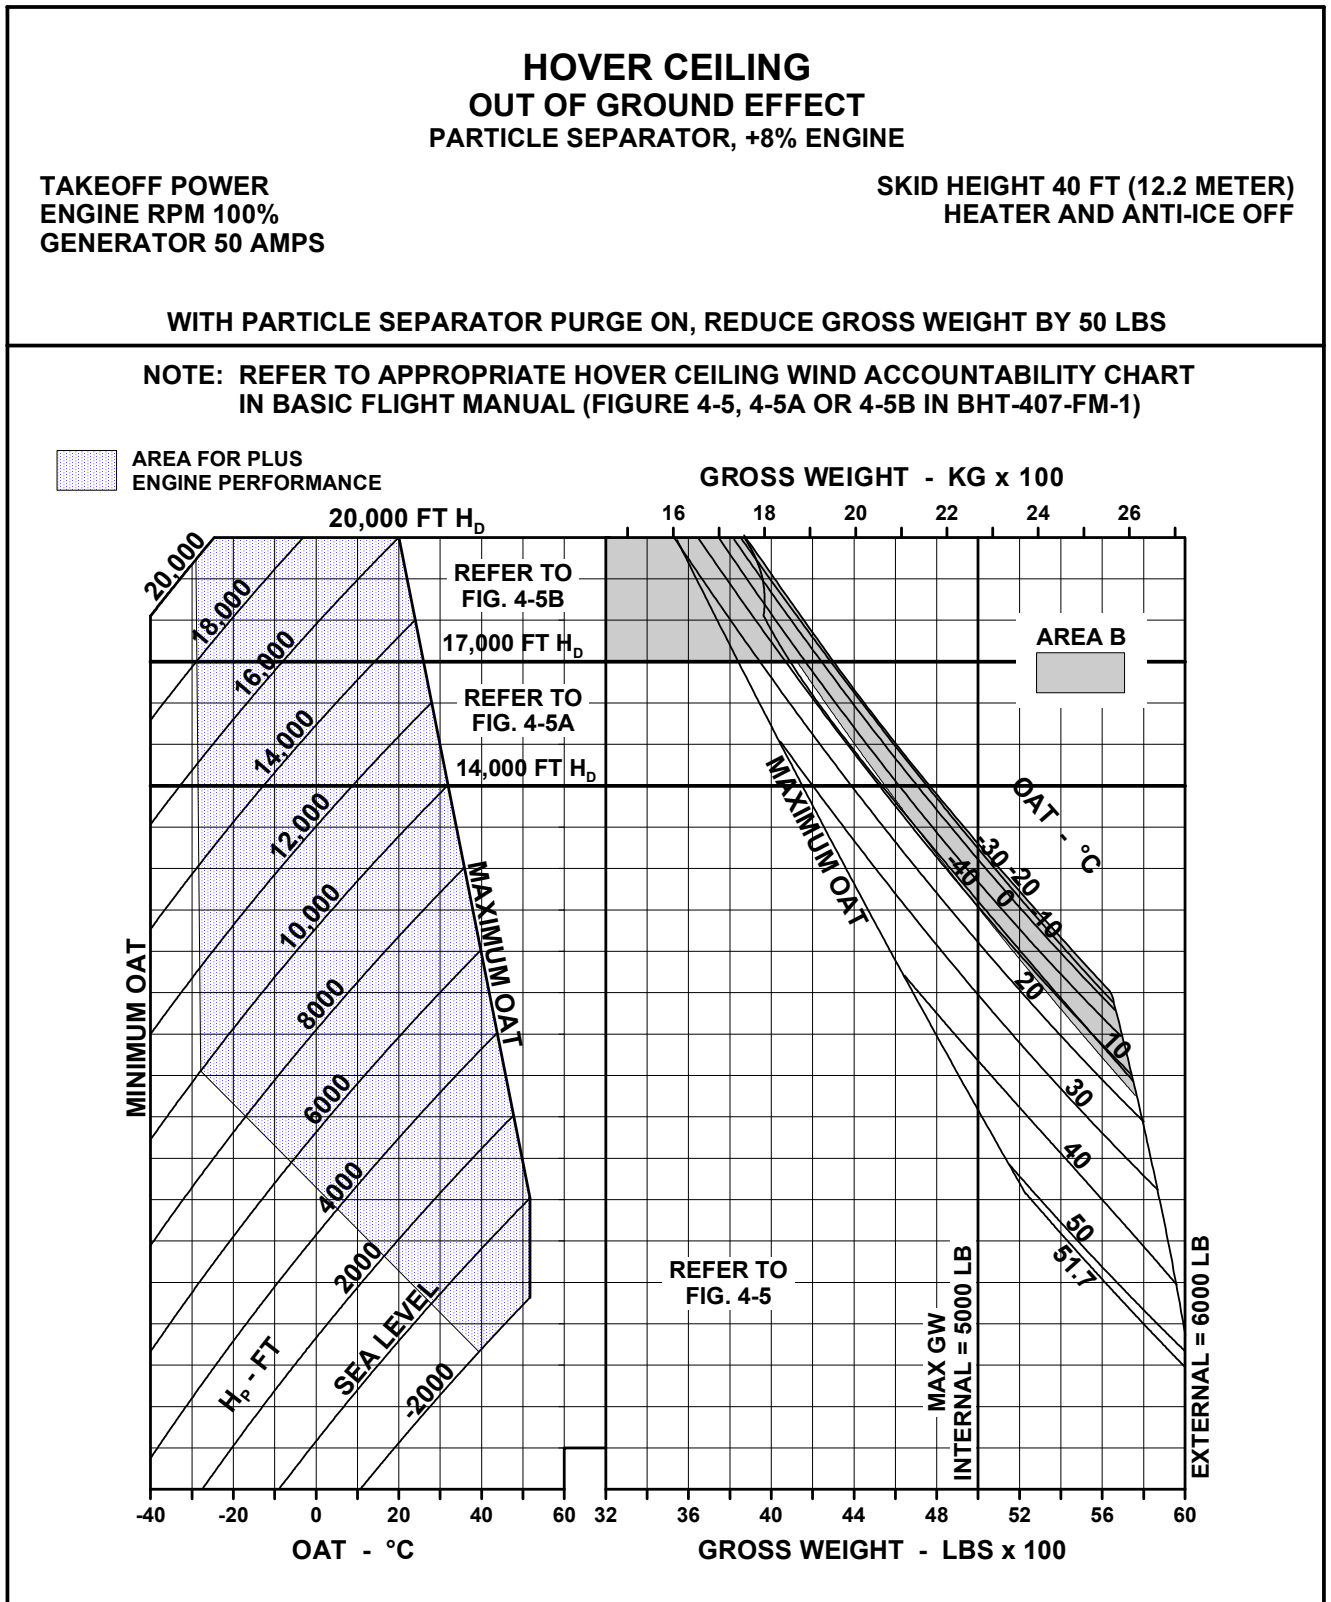 HOVER CEILING
OUT OF GROUND EFFECT
PARTICLE SEPARATOR, +8% ENGINE
TAKEOFF POWER
ENGINE RPM 100%
GENERATOR 50 AMPS
SKID HEIGHT 40 FT (12.2 METER)
HEATER AND ANTI-ICE OFF
WITH PARTICLE SEPARATOR PURGE ON, REDUCE GROSS WEIGHT BY 50 LBS
NOTE: REFER TO APPROPRIATE HOVER CEILING WIND ACCOUNTABILITY CHART
IN BASIC FLIGHT MANUAL (FIGURE 4-5, 4-5A OR 4-5B IN BHT-407-FM-1)
AREA FOR PLUS
ENGINE PERFORMANCE
GROSS WEIGHT - KG x 100
16 18 20 22 24 26
20,000 FT HD
REFER TO
FIG. 4-5B
17,000 FT HD
REFER TO
FIG. 4-5A
14,000 FT HD
AREA B
20,000
18,000
16,000
14,000
12,000
10,000
8000
6000
4000
2000
SEA LEVEL
-2000
HP - FT
MINIMUM OAT
MAXIMUM OAT
MAXIMUM OAT
OAT - °C
-30
-20
-40
0
-10
20
10
30
40
50
51.7
REFER TO
FIG. 4-5
MAX GW
INTERNAL = 5000 LB
EXTERNAL = 6000 LB
-40 -20 0 20 40 60
32 36 40 44 48 52 56 60
OAT - °C
GROSS WEIGHT - LBS x 100